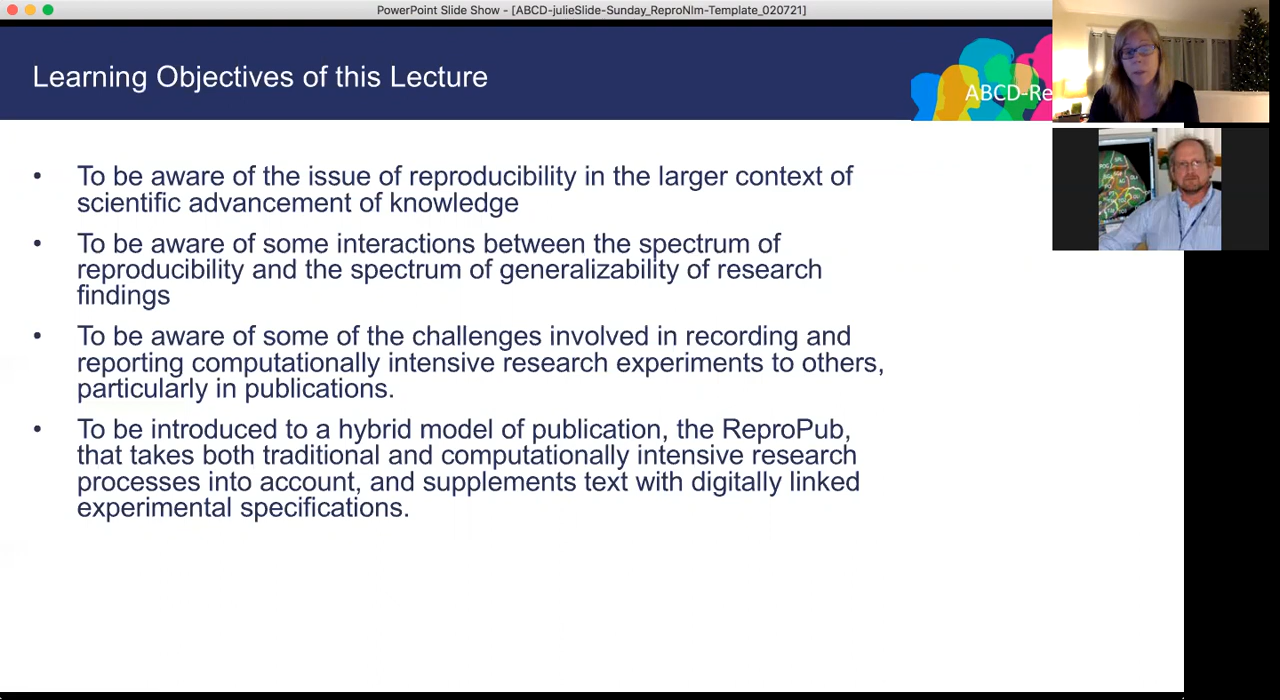 PowerPoint Slide Show - [ABCD-julieSlide-Sunday_ReproNIm-Template_020721]
Learning Objectives of this Lecture
ABCD-Re
• To be aware of the issue of reproducibility in the larger context of
scientific advancement of knowledge
• To be aware of some interactions between the spectrum of
reproducibility and the spectrum of generalizability of research
findings
• To be aware of some of the challenges involved in recording and
reporting computationally intensive research experiments to others,
particularly in publications.
• To be introduced to a hybrid model of publication, the ReproPub,
that takes both traditional and computationally intensive research
processes into account, and supplements text with digitally linked
experimental specifications.